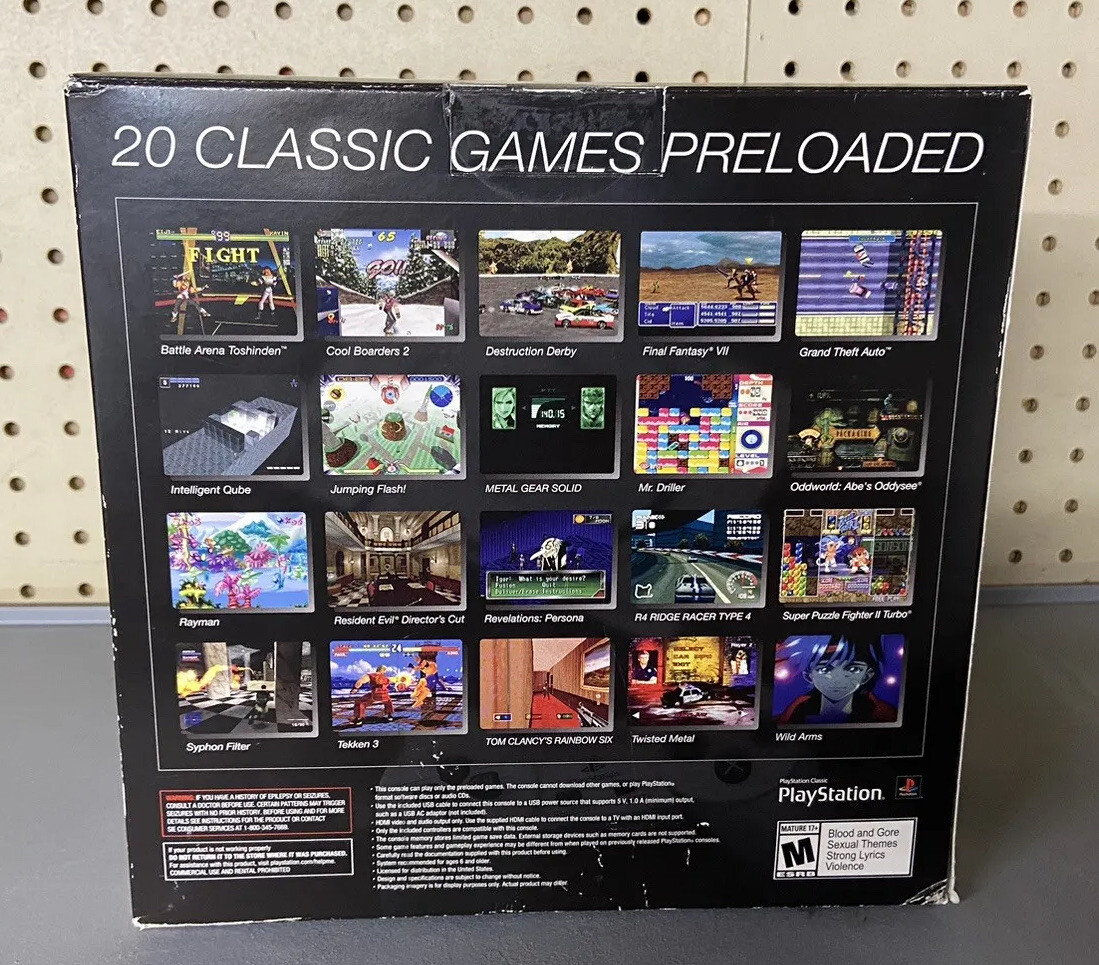 20 CLASSIC GAMES PRELOADED
FIGHT
65
GO!!
Battle Arena Toshinden™
Cool Boarders 2
Destruction Derby
Final Fantasy® VII
Grand Theft Auto™
140.15
MEMORY
PACKAGING
Intelligent Qube
Jumping Flash!
METAL GEAR SOLID
Mr. Driller
Oddworld: Abe's Oddysee®
Igor: What is your desire?
Fusion Quit
Deliver/Erase Instructions
Rayman
Resident Evil® Director's Cut
Revelations: Persona
R4 RIDGE RACER TYPE 4
Super Puzzle Fighter II Turbo®
24
SELECT
Player 2
Syphon Filter
Tekken 3
TOM CLANCY'S RAINBOW SIX
Twisted Metal
Wild Arms
WARNING: IF YOU HAVE A HISTORY OF EPILEPSY OR SEIZURES,
CONSULT A DOCTOR BEFORE USE. CERTAIN PATTERNS MAY TRIGGER
SEIZURES WITH NO PRIOR HISTORY. BEFORE USING AND FOR MORE
DETAILS SEE INSTRUCTIONS FOR THE PRODUCT OR CONTACT
SIE CONSUMER SERVICES AT 1-800-345-7669.
If your product is not working properly
DO NOT RETURN IT TO THE STORE WHERE IT WAS PURCHASED.
For assistance with this product, visit playstation.com/helpme.
COMMERCIAL USE AND RENTAL PROHIBITED
• This console can play only the preloaded games. The console cannot download other games, or play PlayStation®
format software discs or audio CDs.
• Use the included USB cable to connect this console to a USB power source that supports 5 V, 1.0 A (minimum) output,
such as a USB AC adaptor (not included).
• HDMI video and audio output only. Use the supplied HDMI cable to connect the console to a TV with an HDMI input port.
• Only the included controllers are compatible with this console.
• The console memory stores limited game save data. External storage devices such as memory cards are not supported.
• Some game features and gameplay experience may be different from when played on previously released PlayStation® consoles.
• Carefully read the documentation supplied with this product before using.
• System recommended for ages 6 and older.
• Licensed for distribution in the United States.
• Design and specifications are subject to change without notice.
• Packaging imagery is for display purposes only. Actual product may differ.
PlayStation Classic
PlayStation®
MATURE 17+
M
ESRB
Blood and Gore
Sexual Themes
Strong Lyrics
Violence